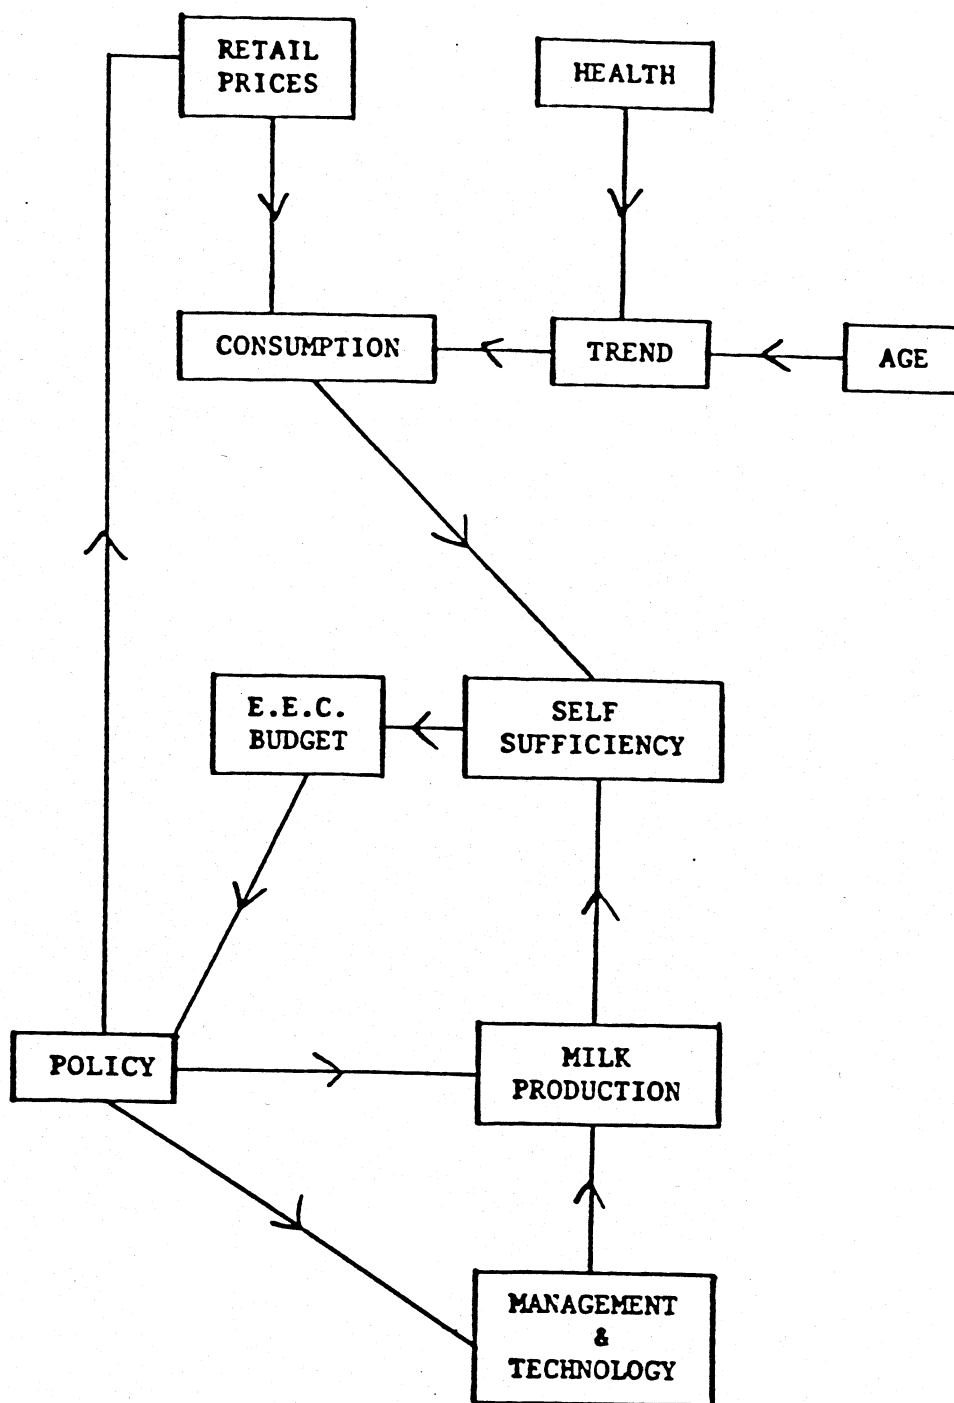 RETAIL
PRICES
HEALTH
CONSUMPTION
TREND
AGE
E.E.C.
BUDGET
SELF
SUFFICIENCY
POLICY
MILK
PRODUCTION
MANAGEMENT
&
TECHNOLOGY